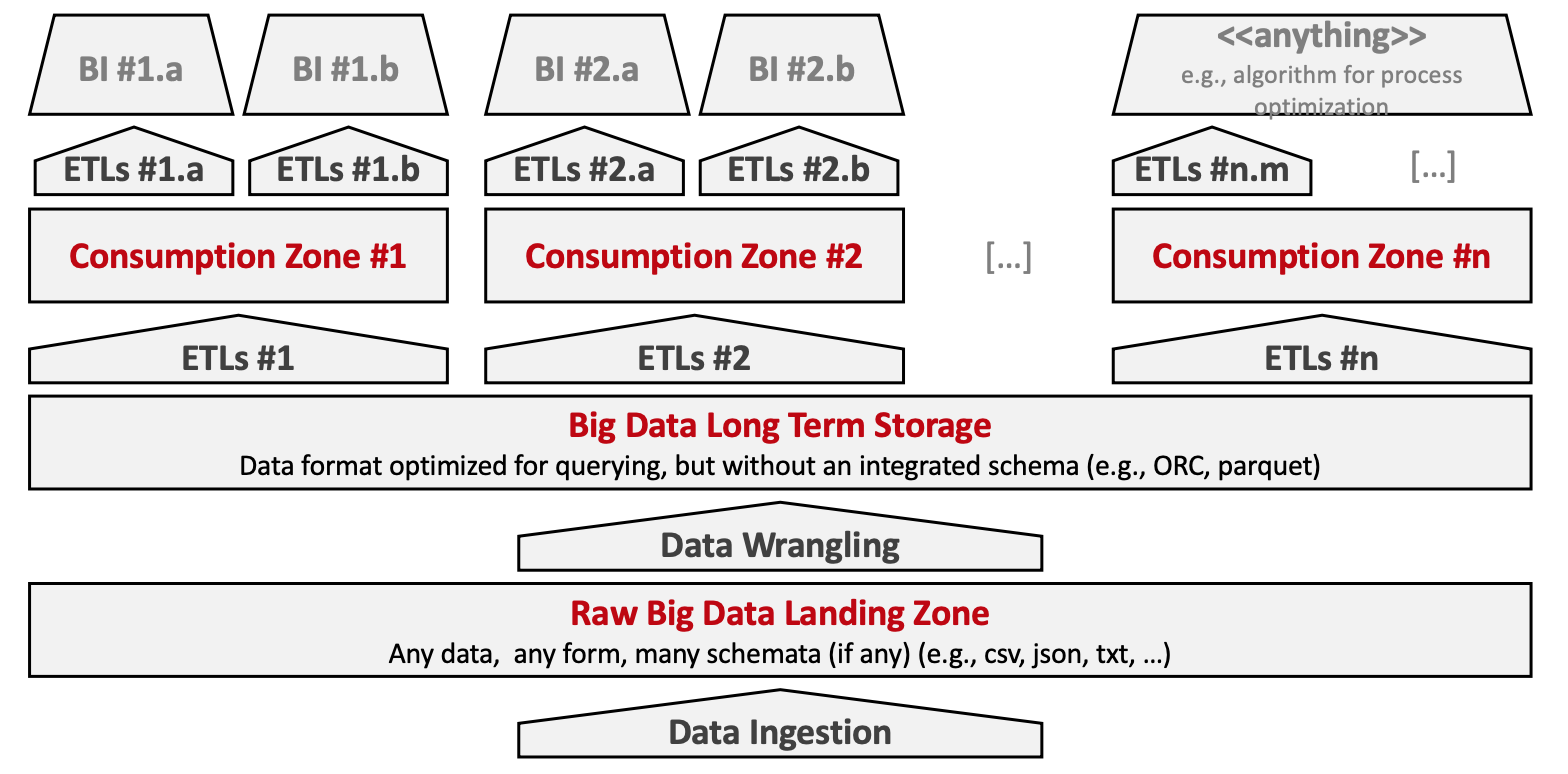 BI #1.a
BI #1.b
BI #2.a
BI #2.b
<<anything>>
e.g., algorithm for process
optimization
ETLs #1.a
ETLs #1.b
ETLs #2.a
ETLs #2.b
ETLs #n.m
[…]
Consumption Zone #1
Consumption Zone #2
[…]
Consumption Zone #n
ETLs #1
ETLs #2
ETLs #n
Big Data Long Term Storage
Data format optimized for querying, but without an integrated schema (e.g., ORC, parquet)
Data Wrangling
Raw Big Data Landing Zone
Any data,  any form, many schemata (if any) (e.g., csv, json, txt, …)
Data Ingestion